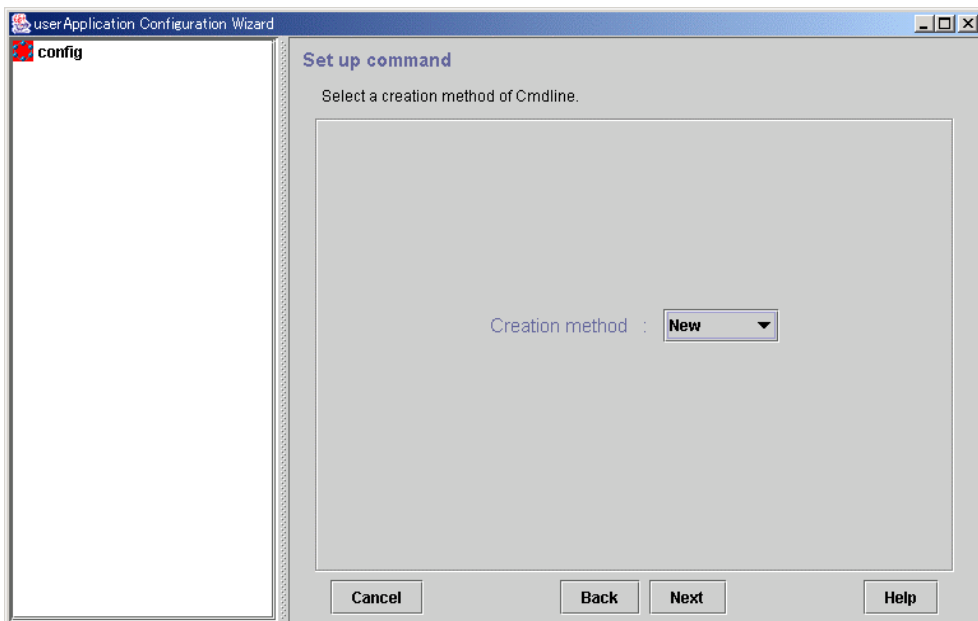 userApplication Configuration Wizard
config
Set up command
Select a creation method of Cmdline.
Creation method : New
Cancel Back Next Help